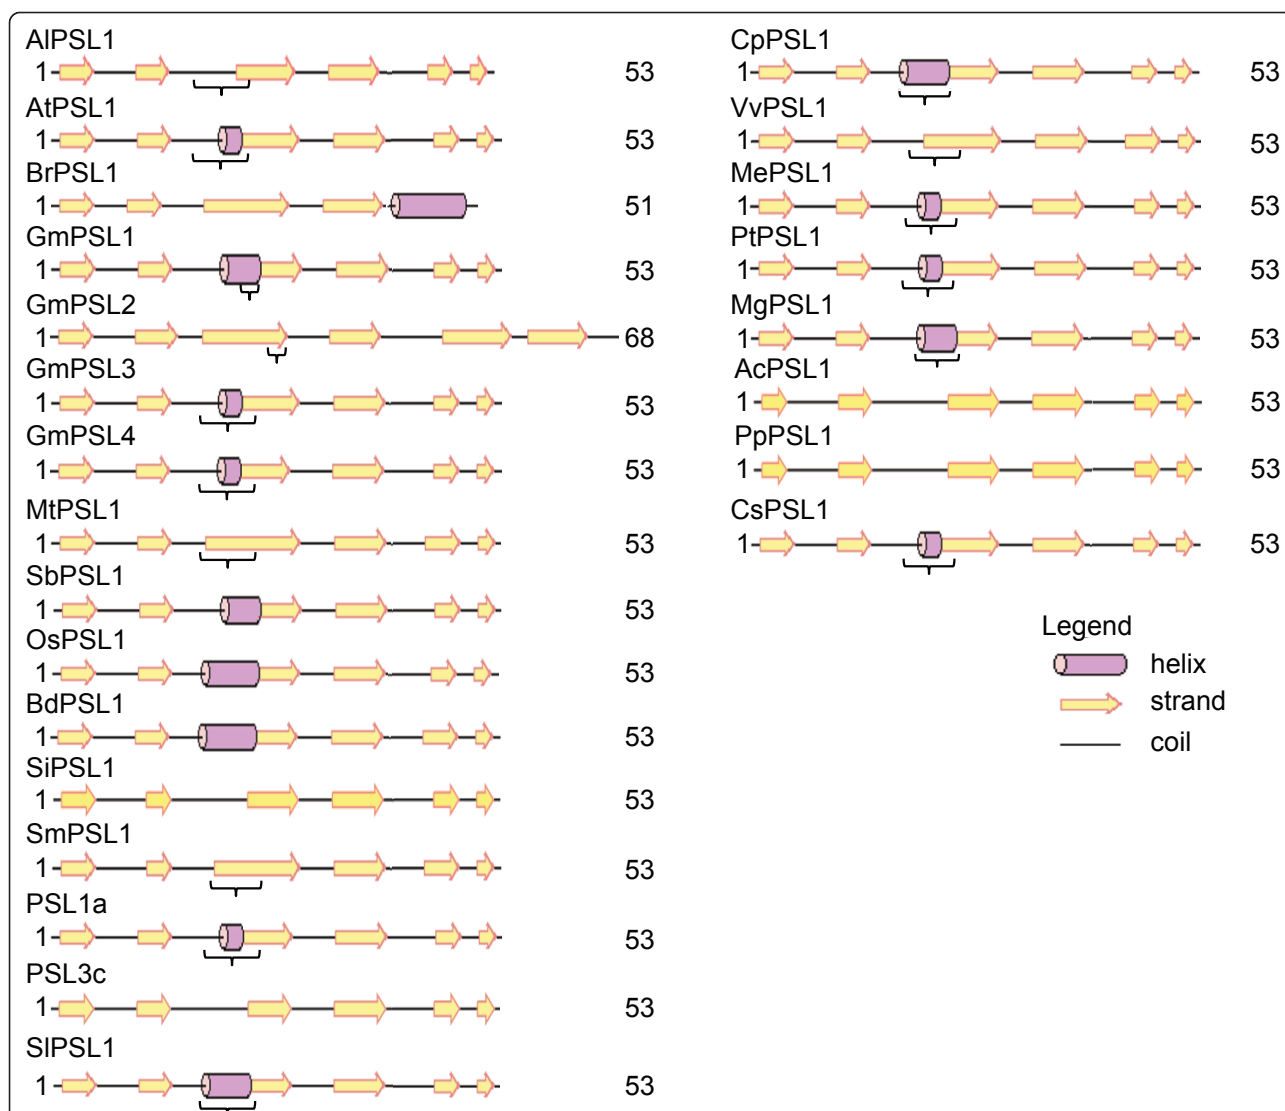 AlPSL1
1 53
AtPSL1
1 53
BrPSL1
1 51
GmPSL1
1 53
GmPSL2
1 68
GmPSL3
1 53
GmPSL4
1 53
MtPSL1
1 53
SbPSL1
1 53
OsPSL1
1 53
BdPSL1
1 53
SiPSL1
1 53
SmPSL1
1 53
PSL1a
1 53
PSL3c
1 53
SlPSL1
1 53
CpPSL1
1 53
VvPSL1
1 53
MePSL1
1 53
PtPSL1
1 53
MgPSL1
1 53
AcPSL1
1 53
PpPSL1
1 53
CsPSL1
1 53
Legend
helix
strand
coil